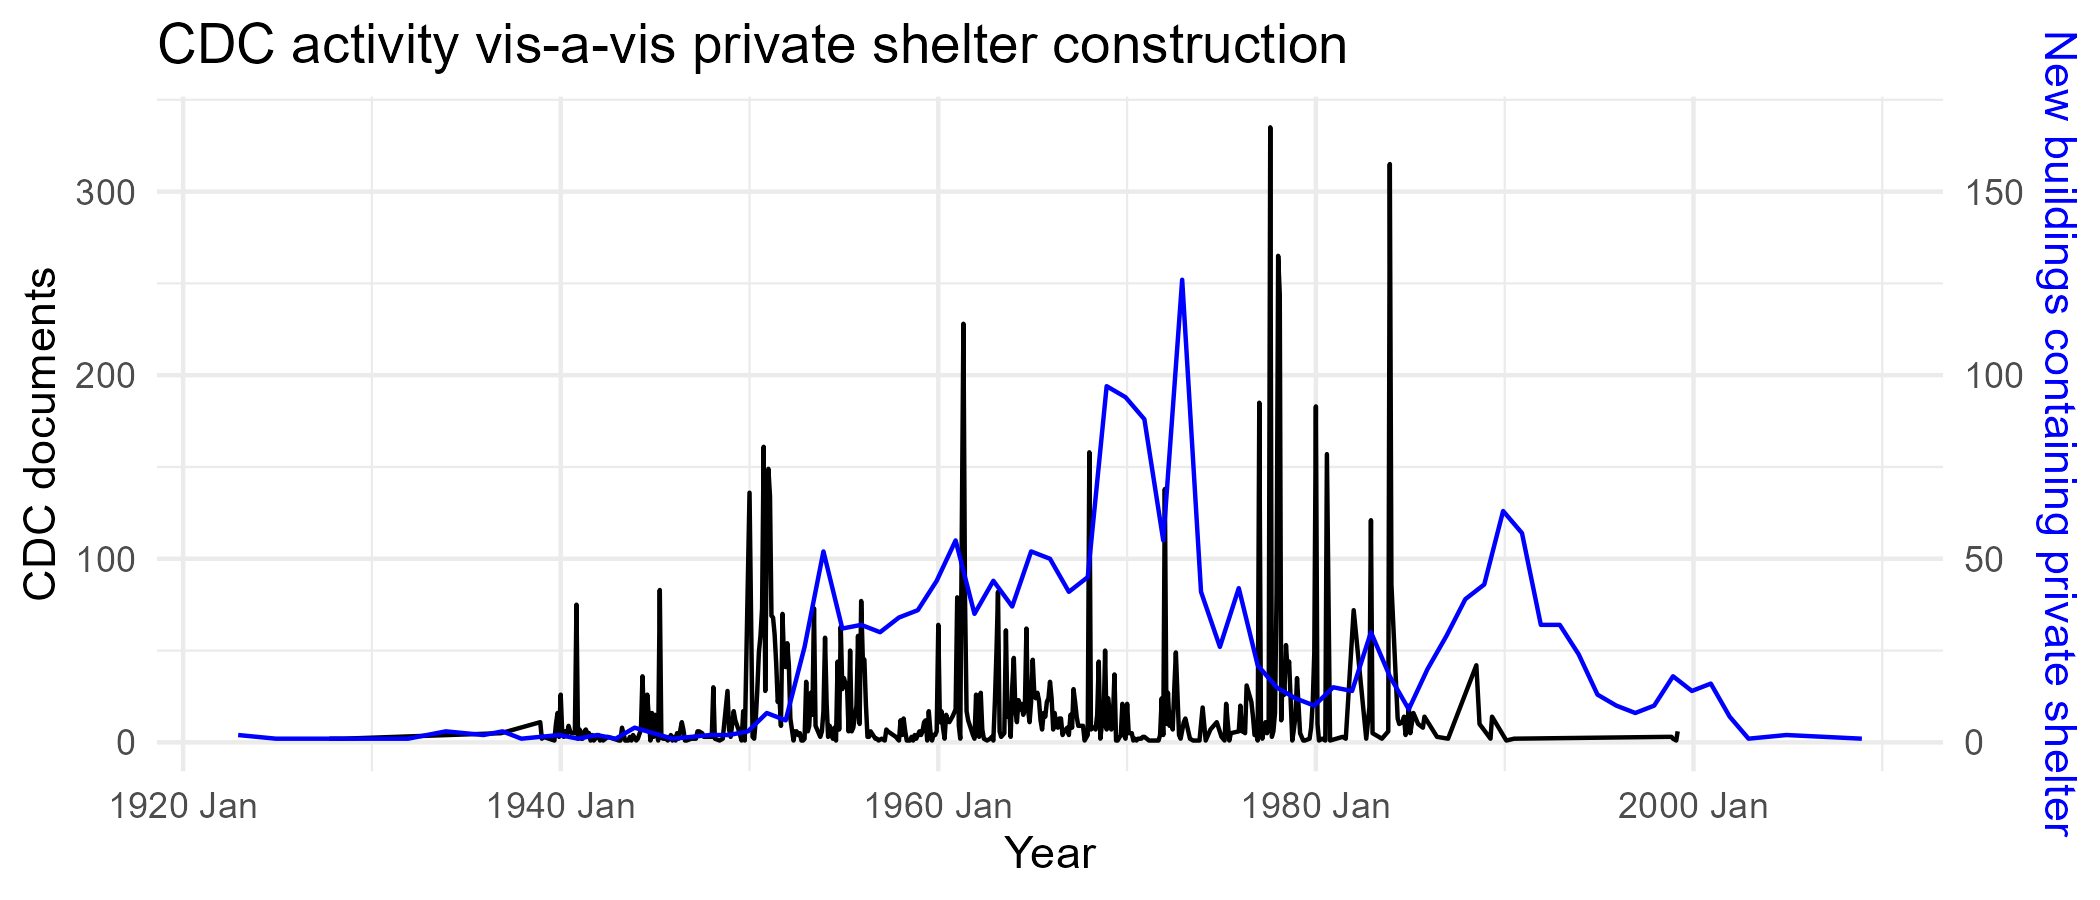 CDC activity vis-a-vis private shelter construction
CDC documents
300
200
100
0
150
100
50
0
New buildings containing private shelter
1920 Jan
1940 Jan
1960 Jan
1980 Jan
2000 Jan
Year